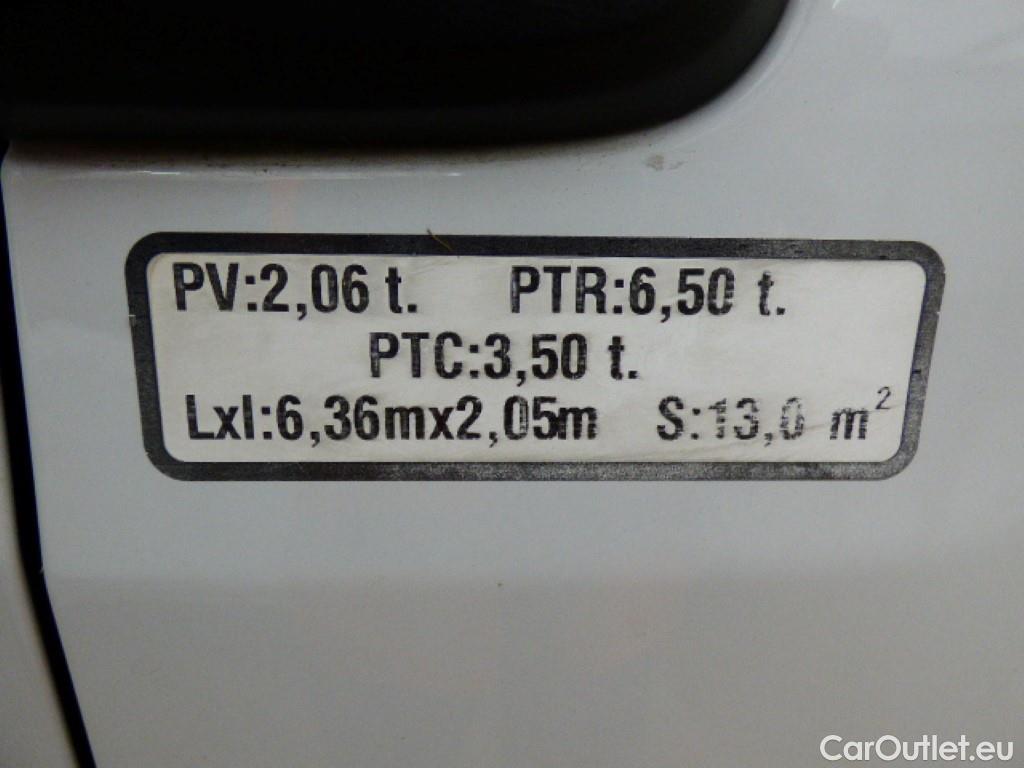 PV:2,06 t. PTR:6,50 t.
PTC:3,50 t.
Lxl:6,36mx2,05m S:13,0 m²
CarOutlet.eu